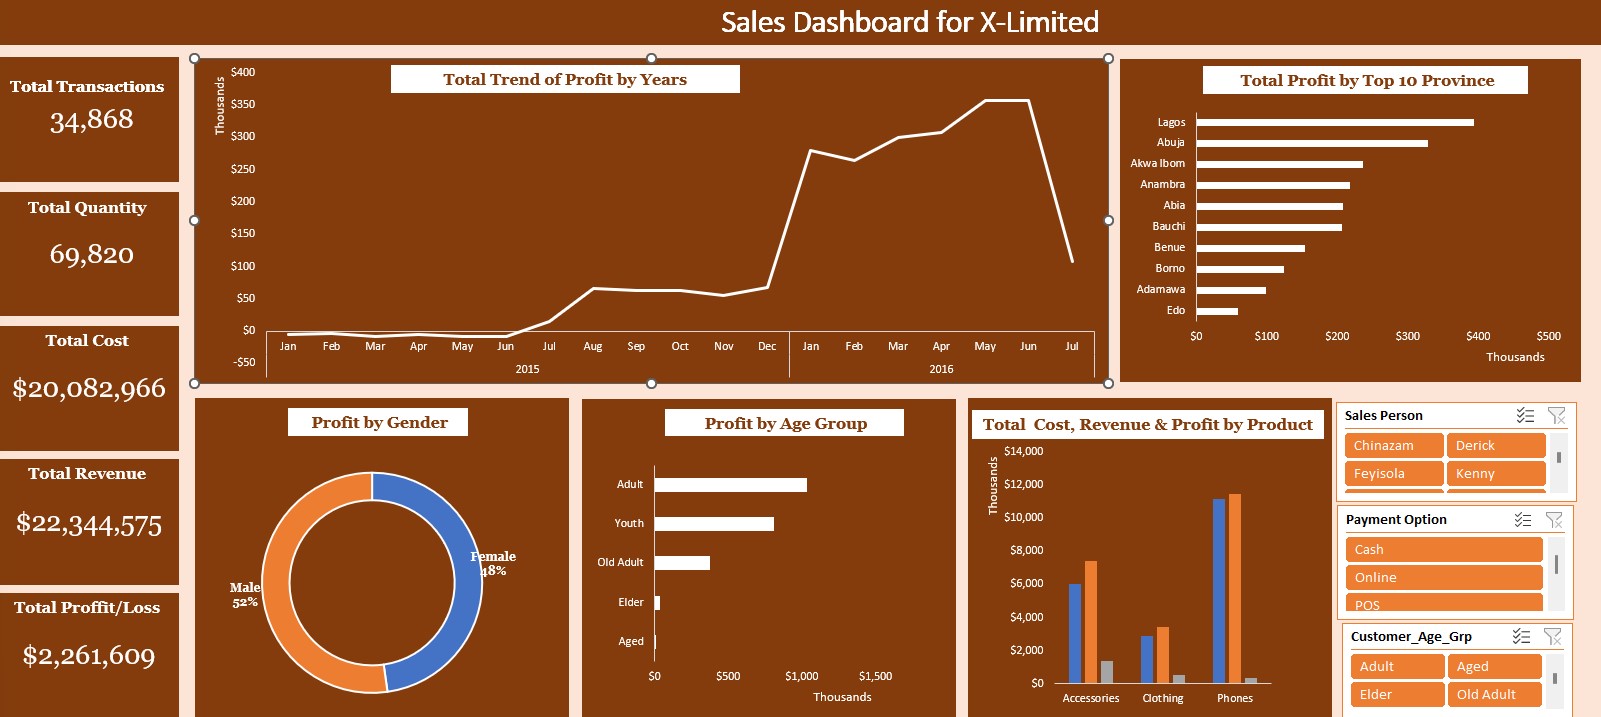 Sales Dashboard for X-Limited
Total Transactions
34,868
Total Quantity
69,820
Total Cost
$20,082,966
Total Revenue
$22,344,575
Total Proffit/Loss
$2,261,609
Total Trend of Profit by Years
Thousands
$400
$350
$300
$250
$200
$150
$100
$50
$0
-$50
Jan Feb Mar Apr May Jun Jul Aug Sep Oct Nov Dec Jan Feb Mar Apr May Jun Jul
2015 2016
Total Profit by Top 10 Province
Lagos
Abuja
Akwa Ibom
Anambra
Abia
Bauchi
Benue
Borno
Adamawa
Edo
$0 $100 $200 $300 $400 $500
Thousands
Profit by Gender
Female
48%
Male
52%
Profit by Age Group
Adult
Youth
Old Adult
Elder
Aged
$0 $500 $1,000 $1,500
Thousands
Total Cost, Revenue & Profit by Product
Thousands
$14,000
$12,000
$10,000
$8,000
$6,000
$4,000
$2,000
$0
Accessories Clothing Phones
Sales Person
Chinazam Derick
Feyisola Kenny
Payment Option
Cash
Online
POS
Customer_Age_Grp
Adult Aged
Elder Old Adult